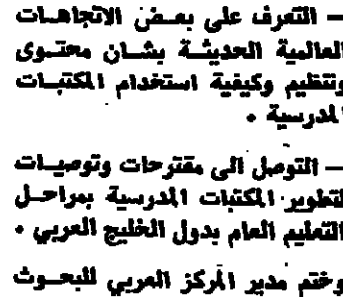 — التعرف على بعض الاتجاهات
العالمية الحديثة بشان محتوى
وتنظيم وكيفية استخدام المكتبات
المدرسية •
— التوصل الى مقترحات وتوصيات
لتطوير المكتبات المدرسية بمراحل
التعليم العام بدول الخليج العربي •
وختم مدير المركز العربي للبحوث